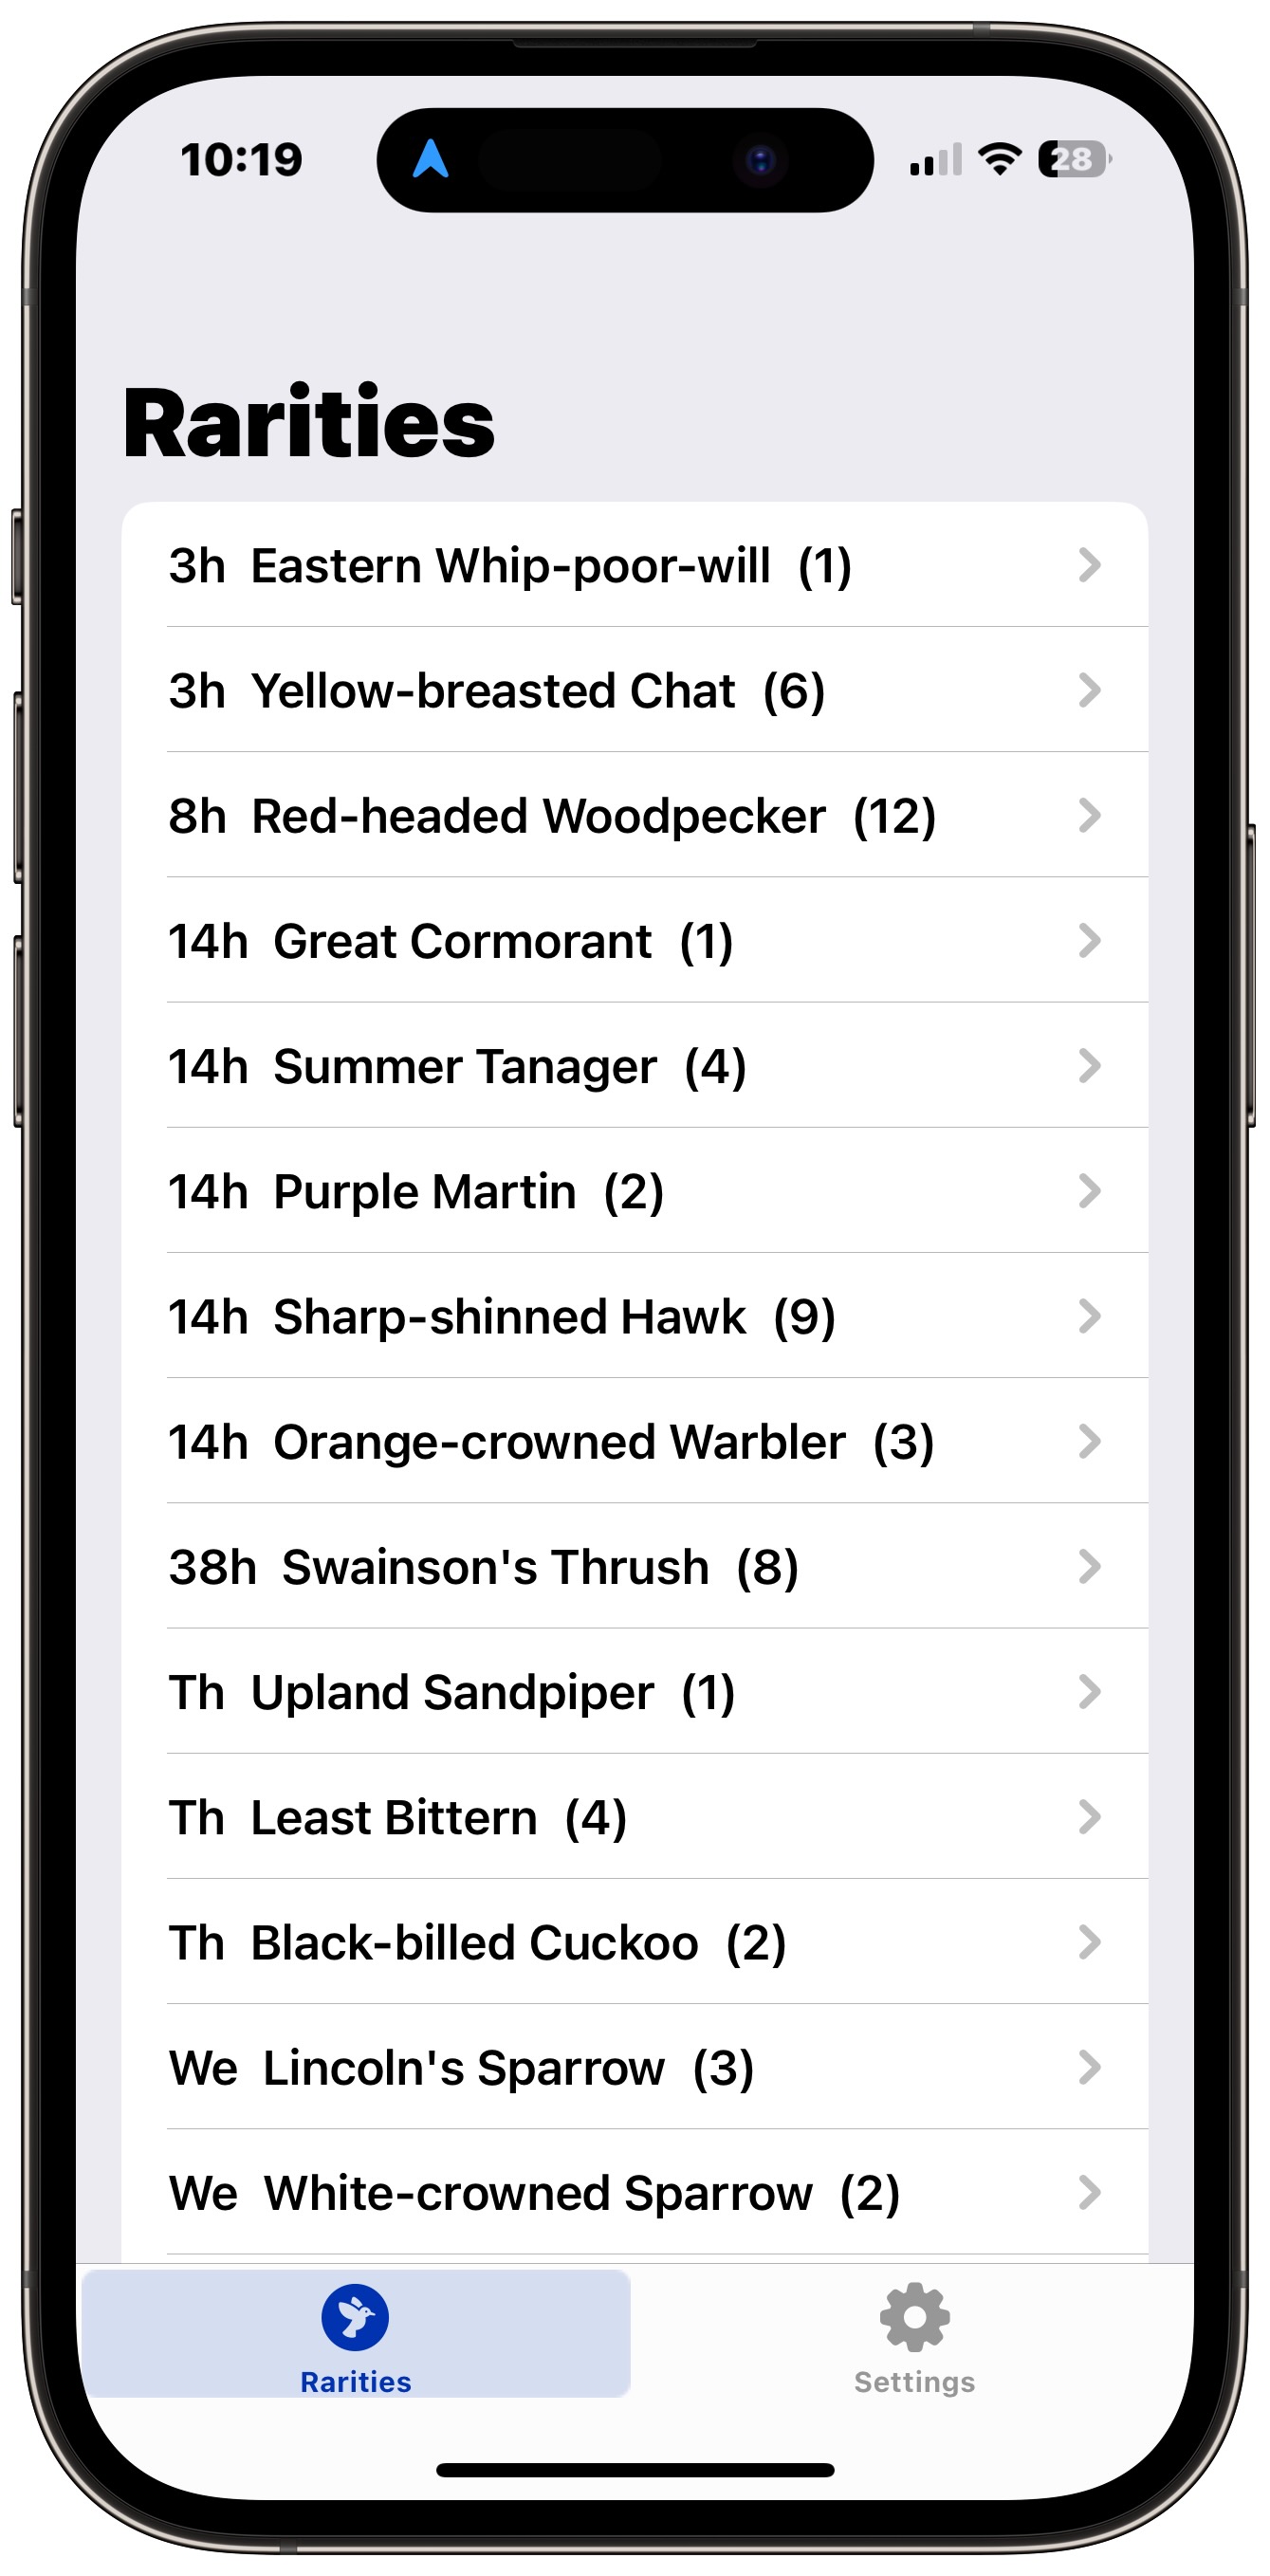 10:19
28
Rarities
3h Eastern Whip-poor-will (1)
3h Yellow-breasted Chat (6)
8h Red-headed Woodpecker (12)
14h Great Cormorant (1)
14h Summer Tanager (4)
14h Purple Martin (2)
14h Sharp-shinned Hawk (9)
14h Orange-crowned Warbler (3)
38h Swainson's Thrush (8)
Th Upland Sandpiper (1)
Th Least Bittern (4)
Th Black-billed Cuckoo (2)
We Lincoln's Sparrow (3)
We White-crowned Sparrow (2)
Rarities
Settings